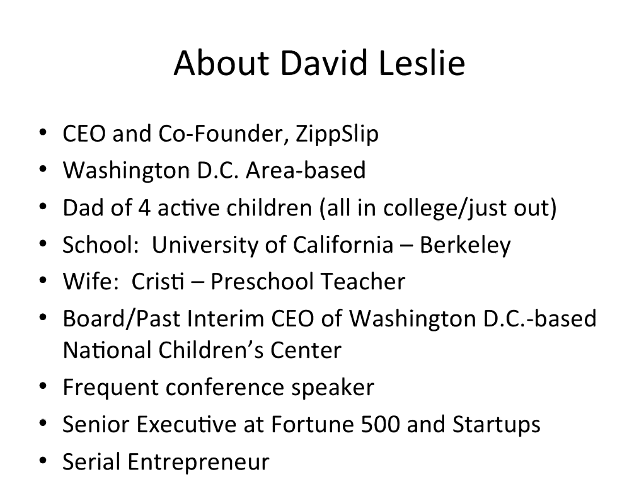 About David Leslie
• CEO and Co-Founder, ZippSlip
• Washington D.C. Area-based
• Dad of 4 active children (all in college/just out)
• School:  University of California – Berkeley
• Wife:  Cristi – Preschool Teacher
• Board/Past Interim CEO of Washington D.C.-based
National Children’s Center
• Frequent conference speaker
• Senior Executive at Fortune 500 and Startups
• Serial Entrepreneur